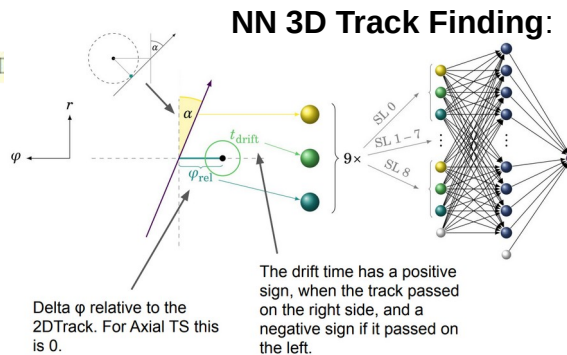 NN 3D Track Finding:
α
r
φ
α
t_drift
φ_rel
9×
SL 0
SL 1 – 7
SL 8
⋮
⋮
Delta φ relative to the
2DTrack. For Axial TS this
is 0.
The drift time has a positive
sign, when the track passed
on the right side, and a
negative sign if it passed on
the left.